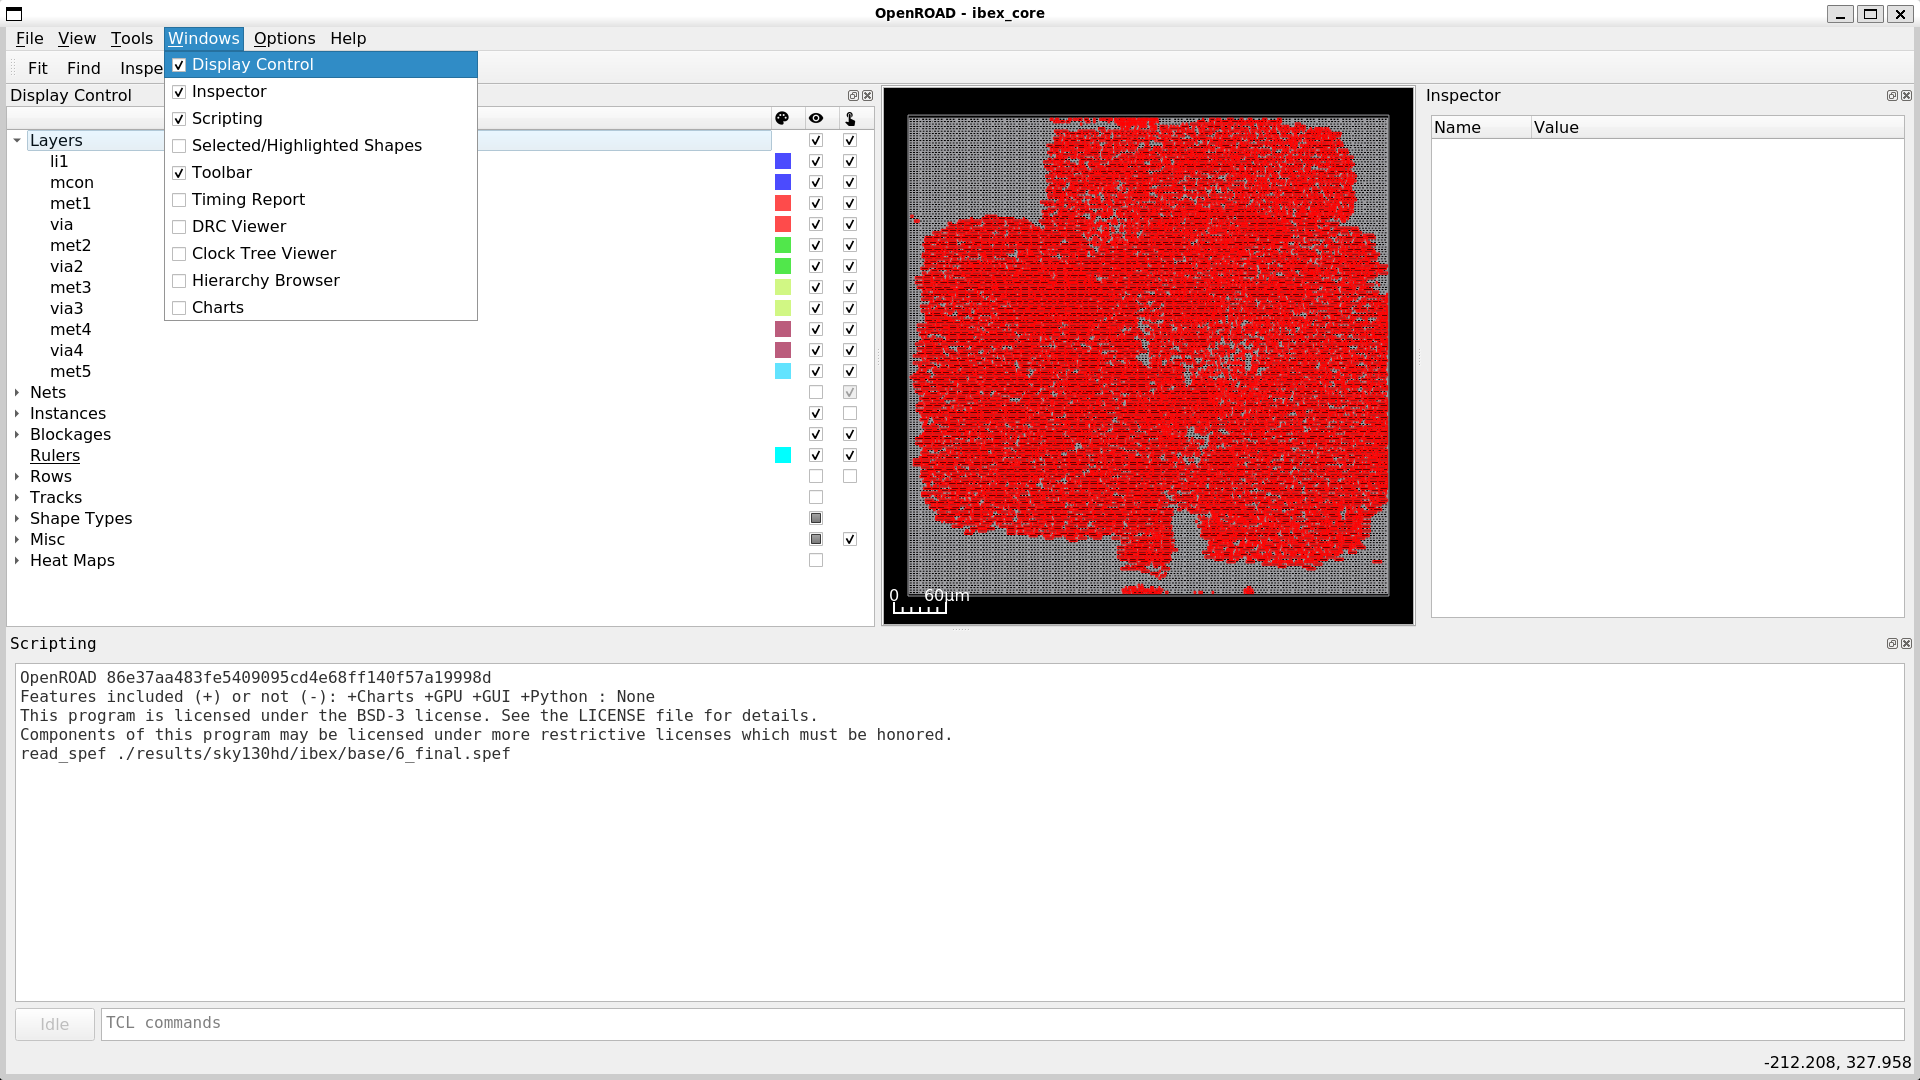 OpenROAD - ibex_core
File View Tools Windows Options Help
Fit Find Inspe
Display Control
Inspector
Scripting
Selected/Highlighted Shapes
Toolbar
Timing Report
DRC Viewer
Clock Tree Viewer
Hierarchy Browser
Charts
Display Control
Layers
li1
mcon
met1
via
met2
via2
met3
via3
met4
via4
met5
Nets
Instances
Blockages
Rulers
Rows
Tracks
Shape Types
Misc
Heat Maps
0 60μm
Inspector
Name Value
Scripting
OpenROAD 86e37aa483fe5409095cd4e68ff140f57a19998d
Features included (+) or not (-): +Charts +GPU +GUI +Python : None
This program is licensed under the BSD-3 license. See the LICENSE file for details.
Components of this program may be licensed under more restrictive licenses which must be honored.
read_spef ./results/sky130hd/ibex/base/6_final.spef
Idle TCL commands
-212.208, 327.958